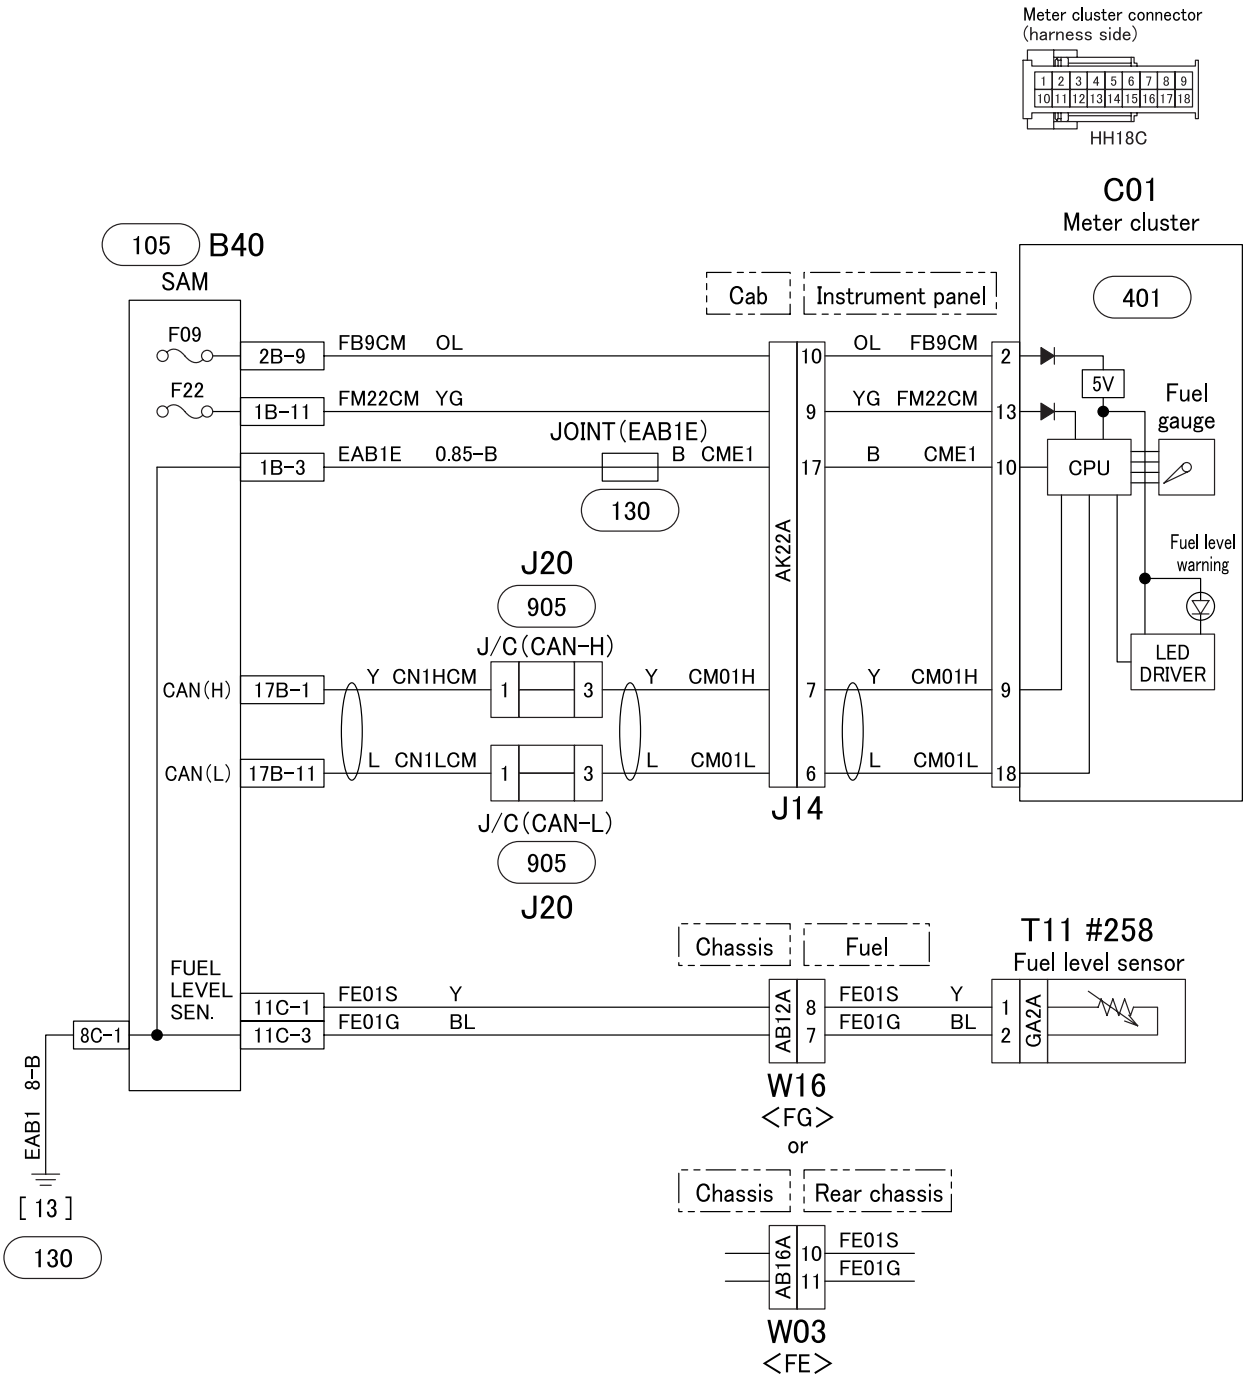 Meter cluster connector
(harness side)
1 2 3 4 5 6 7 8 9
10 11 12 13 14 15 16 17 18
HH18C
C01
Meter cluster
105 B40
SAM
Cab Instrument panel
401
F09
2B-9 FB9CM OL 10 OL FB9CM 2
5V
F22
1B-11 FM22CM YG 9 YG FM22CM 13
Fuel
gauge
JOINT(EAB1E)
1B-3 EAB1E 0.85-B B CME1 17 B CME1 10 CPU
130
AK22A
Fuel level
warning
J20
905
J/C(CAN-H)
LED
DRIVER
CAN(H) 17B-1 Y CN1HCM 1 3 Y CM01H 7 Y CM01H 9
CAN(L) 17B-11 L CN1LCM 1 3 L CM01L 6 L CM01L 18
J14
J/C(CAN-L)
905
J20
Chassis Fuel
T11 #258
Fuel level sensor
FUEL
LEVEL
SEN.
11C-1 FE01S Y AB12A 8 FE01S Y 1 GA2A
8C-1 11C-3 FE01G BL 7 FE01G BL 2
EAB1 8-B
W16
<FG>
or
Chassis Rear chassis
[13]
130
AB16A 10 FE01S
11 FE01G
W03
<FE>